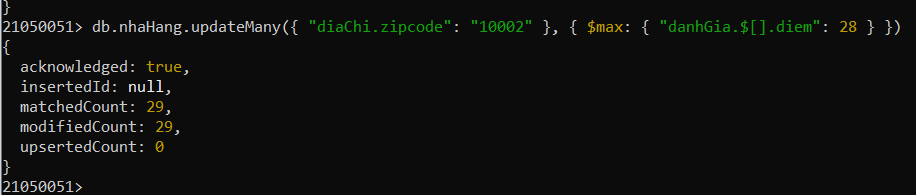 }
21050051> db.nhaHang.updateMany({ "diaChi.zipcode": "10002" }, { $max: { "danhGia.$[].diem": 28 } })
{
  acknowledged: true,
  insertedId: null,
  matchedCount: 29,
  modifiedCount: 29,
  upsertedCount: 0
}
21050051>